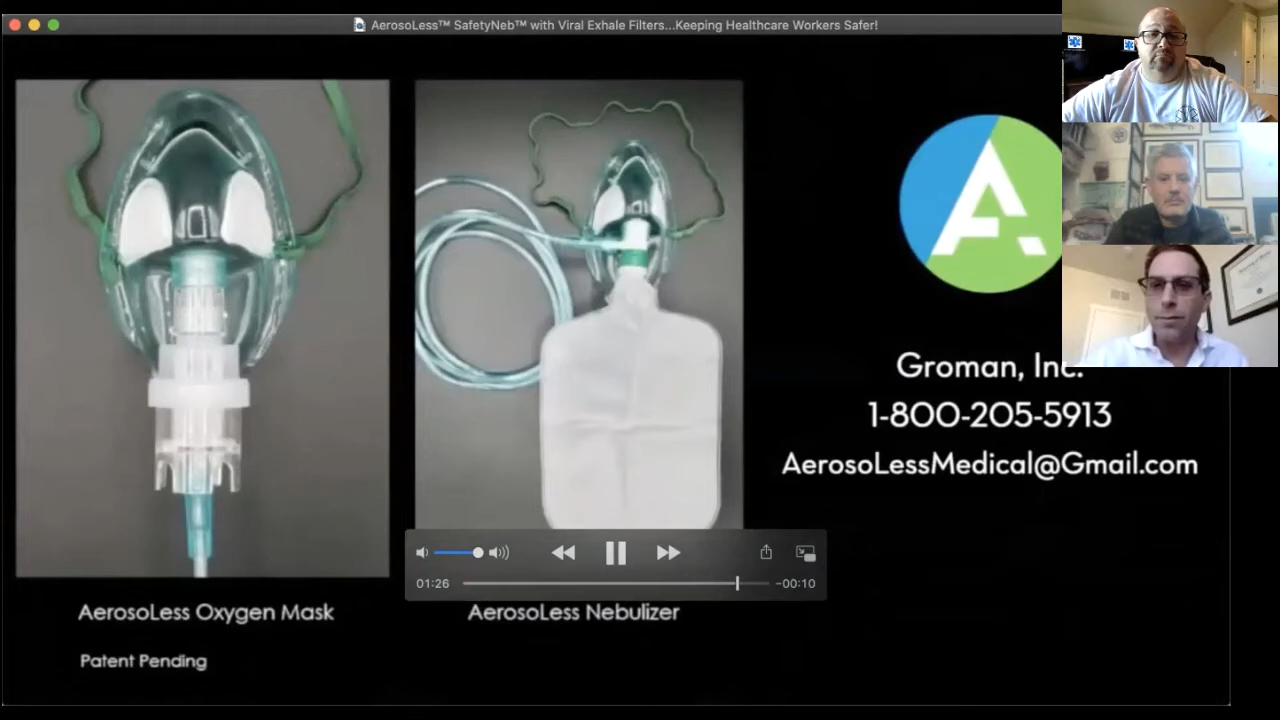 AerosoLess™ SafetyNeb™ with Viral Exhale Filters...Keeping Healthcare Workers Safer!
A
Groman, Inc.
1-800-205-5913
AerosoLessMedical@Gmail.com
01:26
-00:10
AerosoLess Oxygen Mask
AerosoLess Nebulizer
Patent Pending